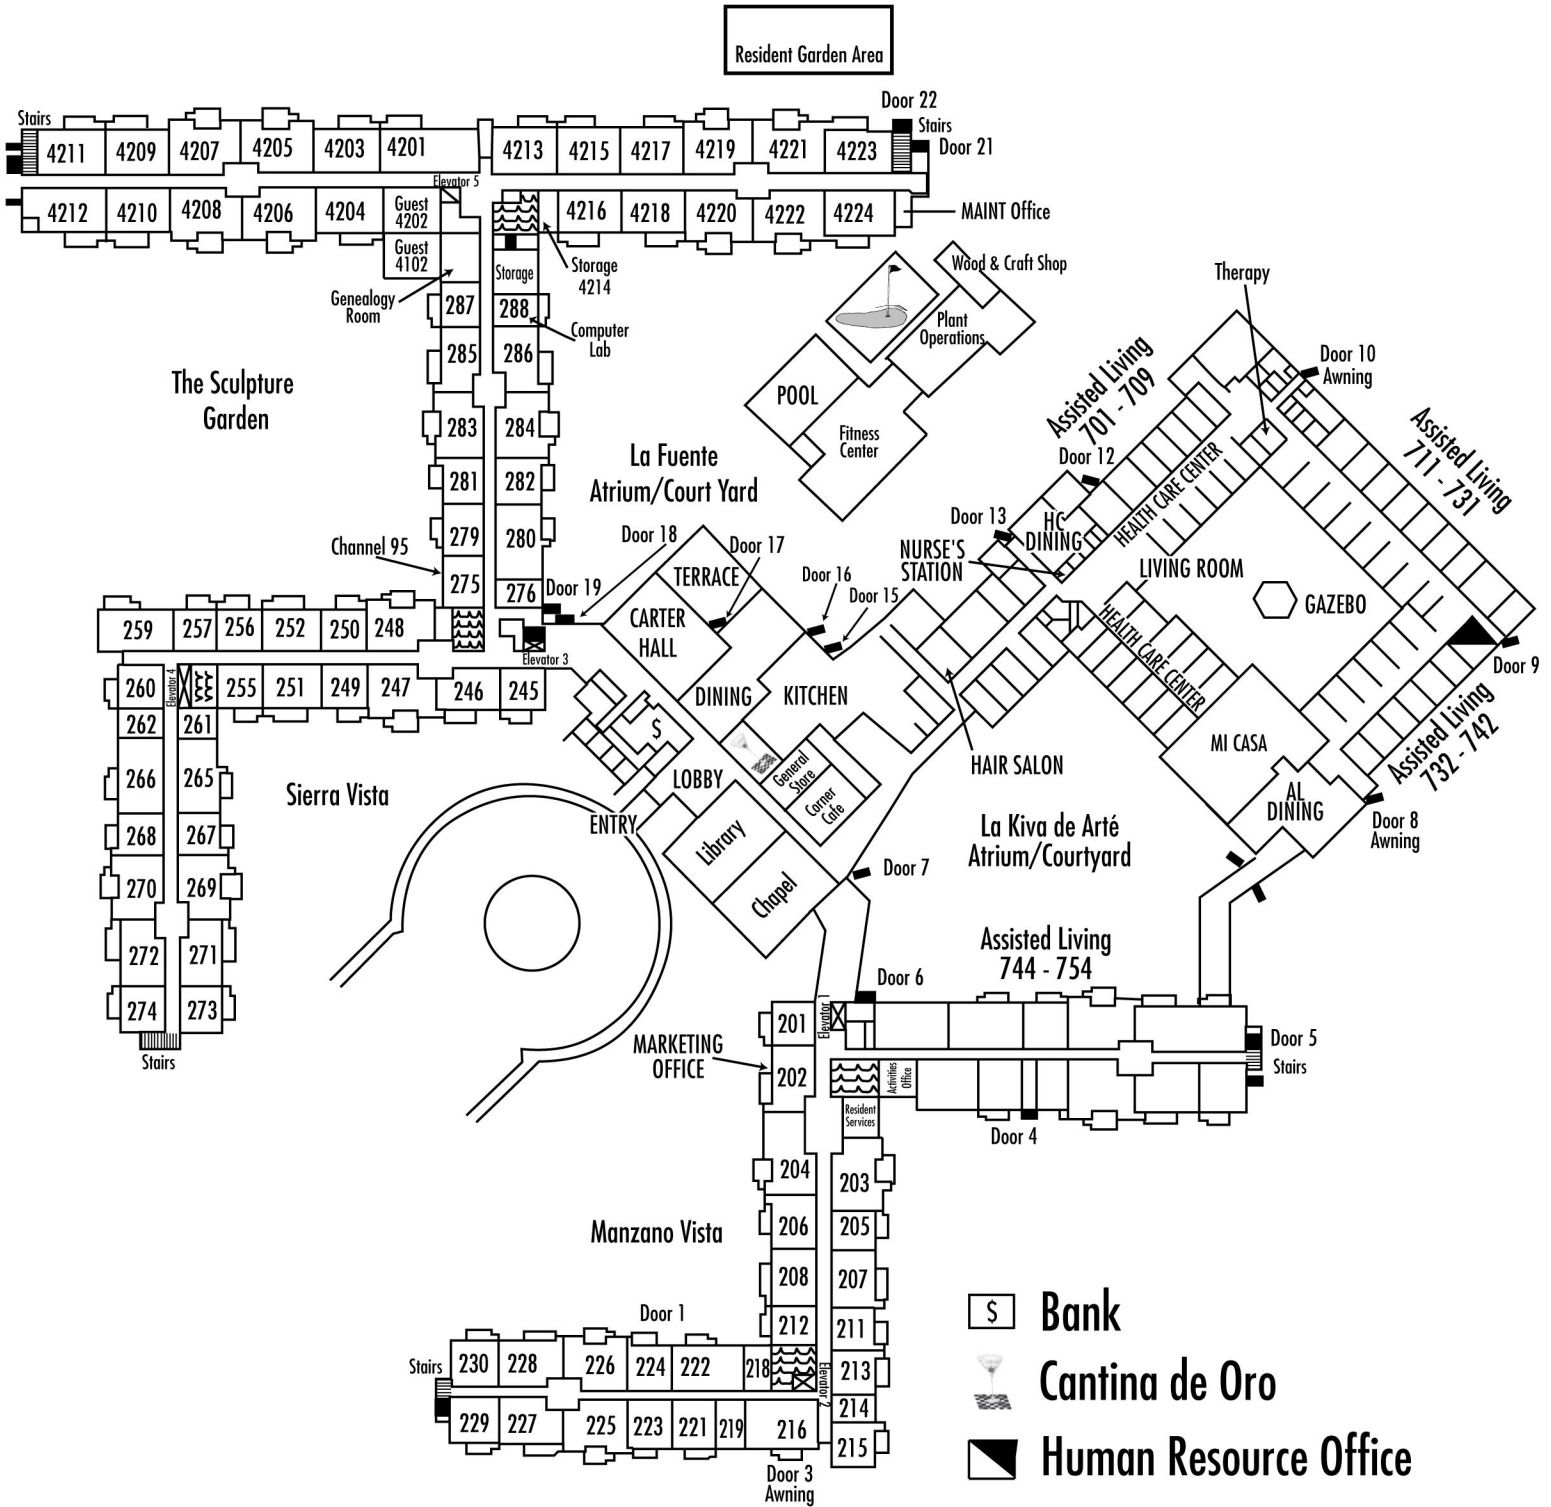 Resident Garden Area
Door 22
Stairs
Stairs
Door 21
4211
4209
4207
4205
4203
4201
4213
4215
4217
4219
4221
4223
Elevator 5
4212
4210
4208
4206
4204
Guest
4202
4216
4218
4220
4222
4224
MAINT Office
Guest
4102
Storage
Storage
4214
Genealogy
Room
287
288
Computer
Lab
285
286
283
284
281
282
279
280
Channel 95
275
276
The Sculpture
Garden
Wood & Craft Shop
Plant
Operations
POOL
Fitness
Center
La Fuente
Atrium/Court Yard
Therapy
Door 10
Awning
Assisted Living
701 - 709
Assisted Living
711 - 731
Door 12
Door 13
HC
DINING
HEALTH CARE CENTER
NURSE'S
STATION
LIVING ROOM
GAZEBO
HEALTH CARE CENTER
Door 9
Assisted Living
732 - 742
MI CASA
AL
DINING
Door 8
Awning
Door 18
Door 17
Door 19
Door 16
Door 15
TERRACE
CARTER
HALL
DINING
KITCHEN
HAIR SALON
259
257
256
252
250
248
Elevator 3
260
Elevator 4
255
251
249
247
246
245
262
261
266
265
268
267
270
269
272
271
274
273
Stairs
Sierra Vista
$
LOBBY
General
Store
Corner
Cafe
ENTRY
Library
Chapel
Door 7
La Kiva de Arté
Atrium/Courtyard
Assisted Living
744 - 754
Door 6
201
Elevator 1
MARKETING
OFFICE
202
Activities
Office
Door 5
Stairs
Resident
Services
Door 4
204
203
206
205
208
207
212
211
Manzano Vista
Door 1
Stairs
230
228
226
224
222
218
Elevator 2
213
214
229
227
225
223
221
219
216
215
Door 3
Awning
$
Bank
Cantina de Oro
Human Resource Office